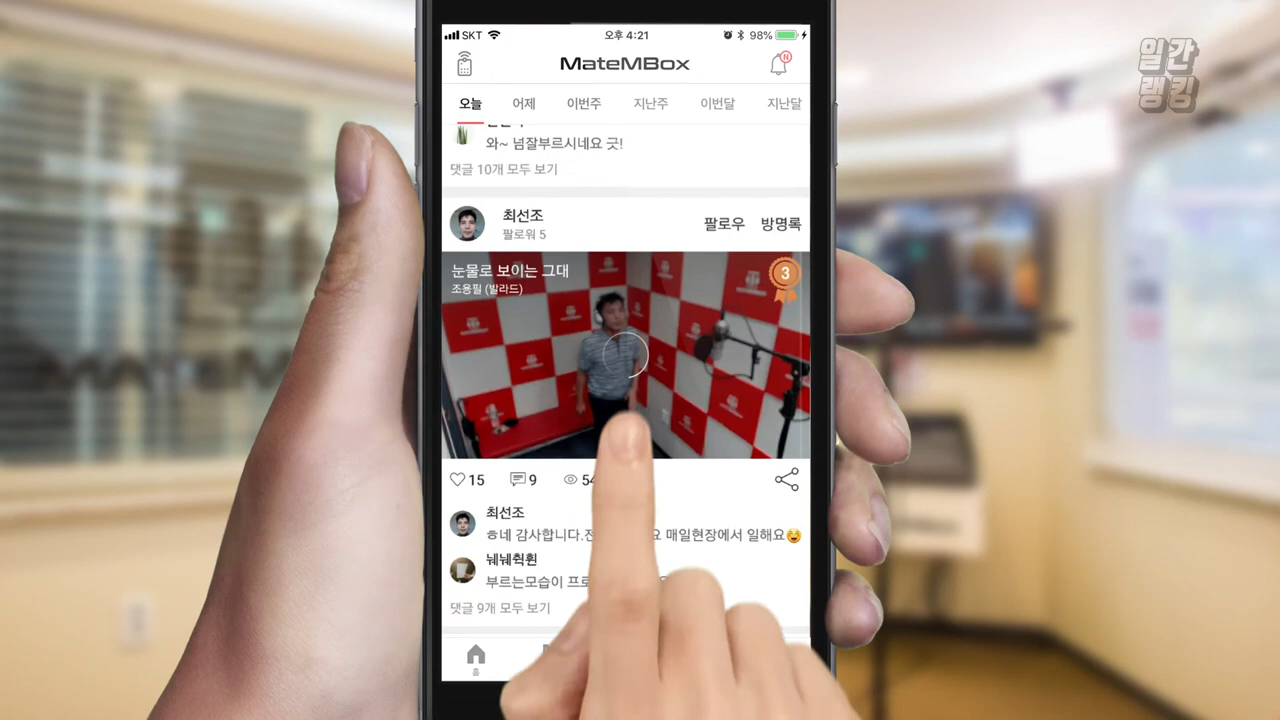 SKT
오후 4:21
98%
MateMBox
N
일간
랭킹
오늘 어제 이번주 지난주 이번달 지난달
와~ 넘잘부르시네요 긋!
댓글 10개 모두 보기
최선조
팔로워 5
팔로우 방명록
눈물로 보이는 그대
조용필 (발라드)
3
15 9
최선조
ㅎ네 감사합니다. 매일현장에서 일해요
눼눼췩휜
부르는모습이
댓글 9개 모두 보기
홈